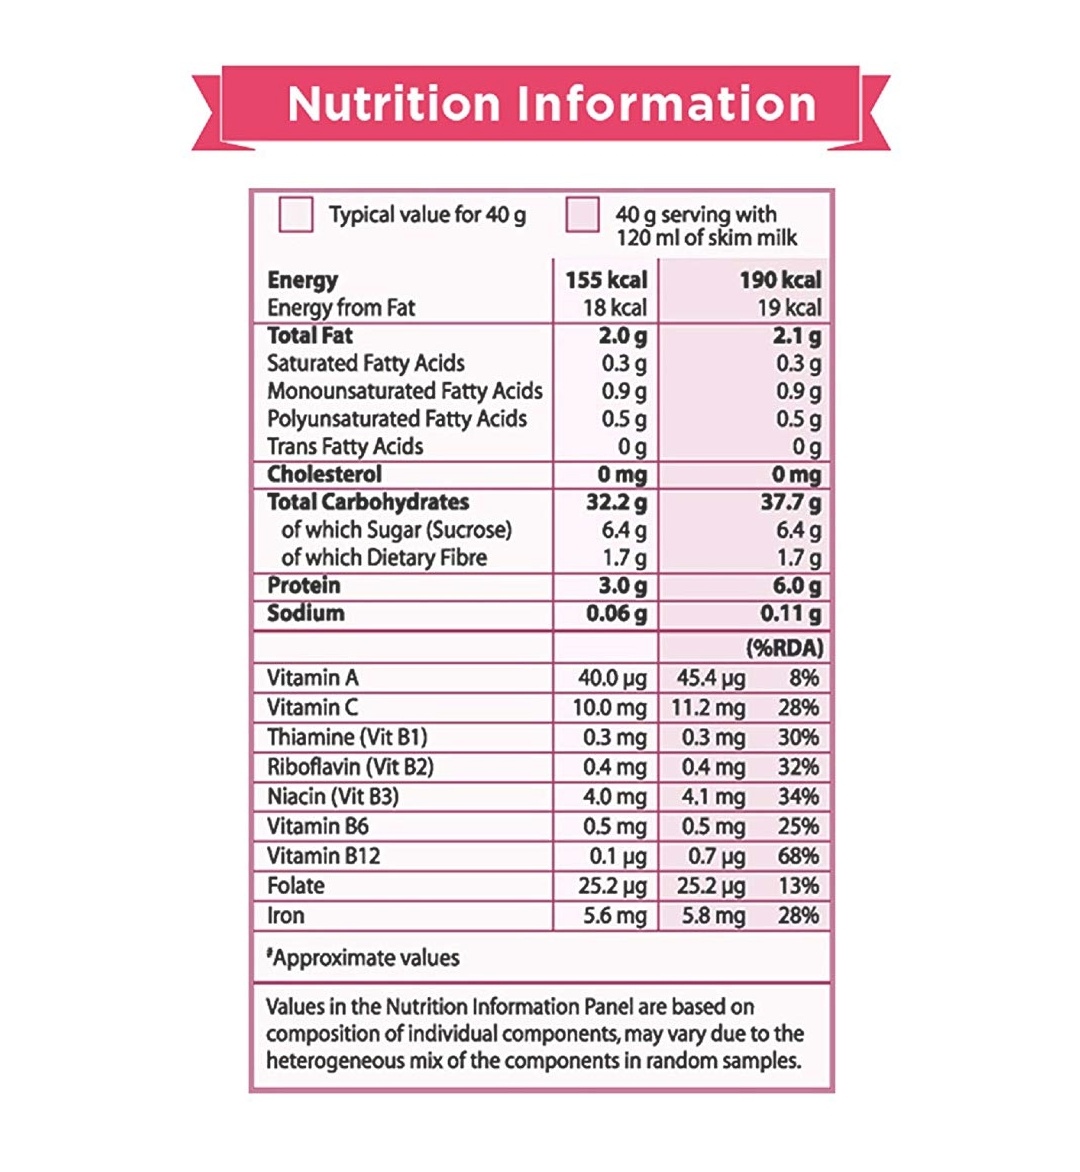 Nutrition Information
Typical value for 40 g
40 g serving with
120 ml of skim milk
Energy 155 kcal 190 kcal
Energy from Fat 18 kcal 19 kcal
Total Fat 2.0 g 2.1 g
Saturated Fatty Acids 0.3 g 0.3 g
Monounsaturated Fatty Acids 0.9 g 0.9 g
Polyunsaturated Fatty Acids 0.5 g 0.5 g
Trans Fatty Acids 0 g 0 g
Cholesterol 0 mg 0 mg
Total Carbohydrates 32.2 g 37.7 g
of which Sugar (Sucrose) 6.4 g 6.4 g
of which Dietary Fibre 1.7 g 1.7 g
Protein 3.0 g 6.0 g
Sodium 0.06 g 0.11 g
(%RDA)
Vitamin A 40.0 µg 45.4 µg 8%
Vitamin C 10.0 mg 11.2 mg 28%
Thiamine (Vit B1) 0.3 mg 0.3 mg 30%
Riboflavin (Vit B2) 0.4 mg 0.4 mg 32%
Niacin (Vit B3) 4.0 mg 4.1 mg 34%
Vitamin B6 0.5 mg 0.5 mg 25%
Vitamin B12 0.1 µg 0.7 µg 68%
Folate 25.2 µg 25.2 µg 13%
Iron 5.6 mg 5.8 mg 28%
#Approximate values
Values in the Nutrition Information Panel are based on
composition of individual components, may vary due to the
heterogeneous mix of the components in random samples.